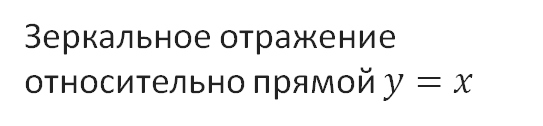 Зеркальное отражение
относительно прямой y = x